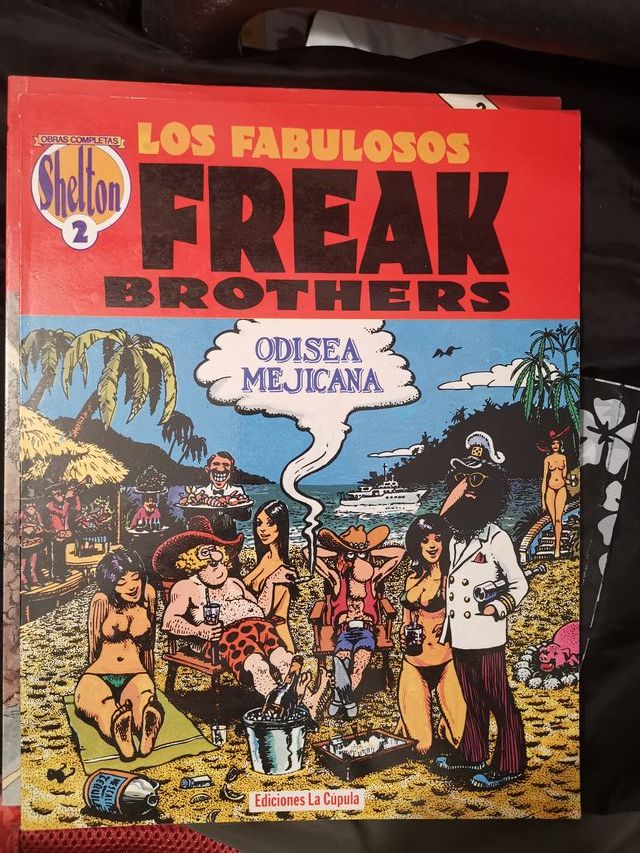 OBRAS COMPLETAS
Shelton
2
LOS FABULOSOS
FREAK
BROTHERS
ODISEA
MEJICANA
Ediciones La Cúpula